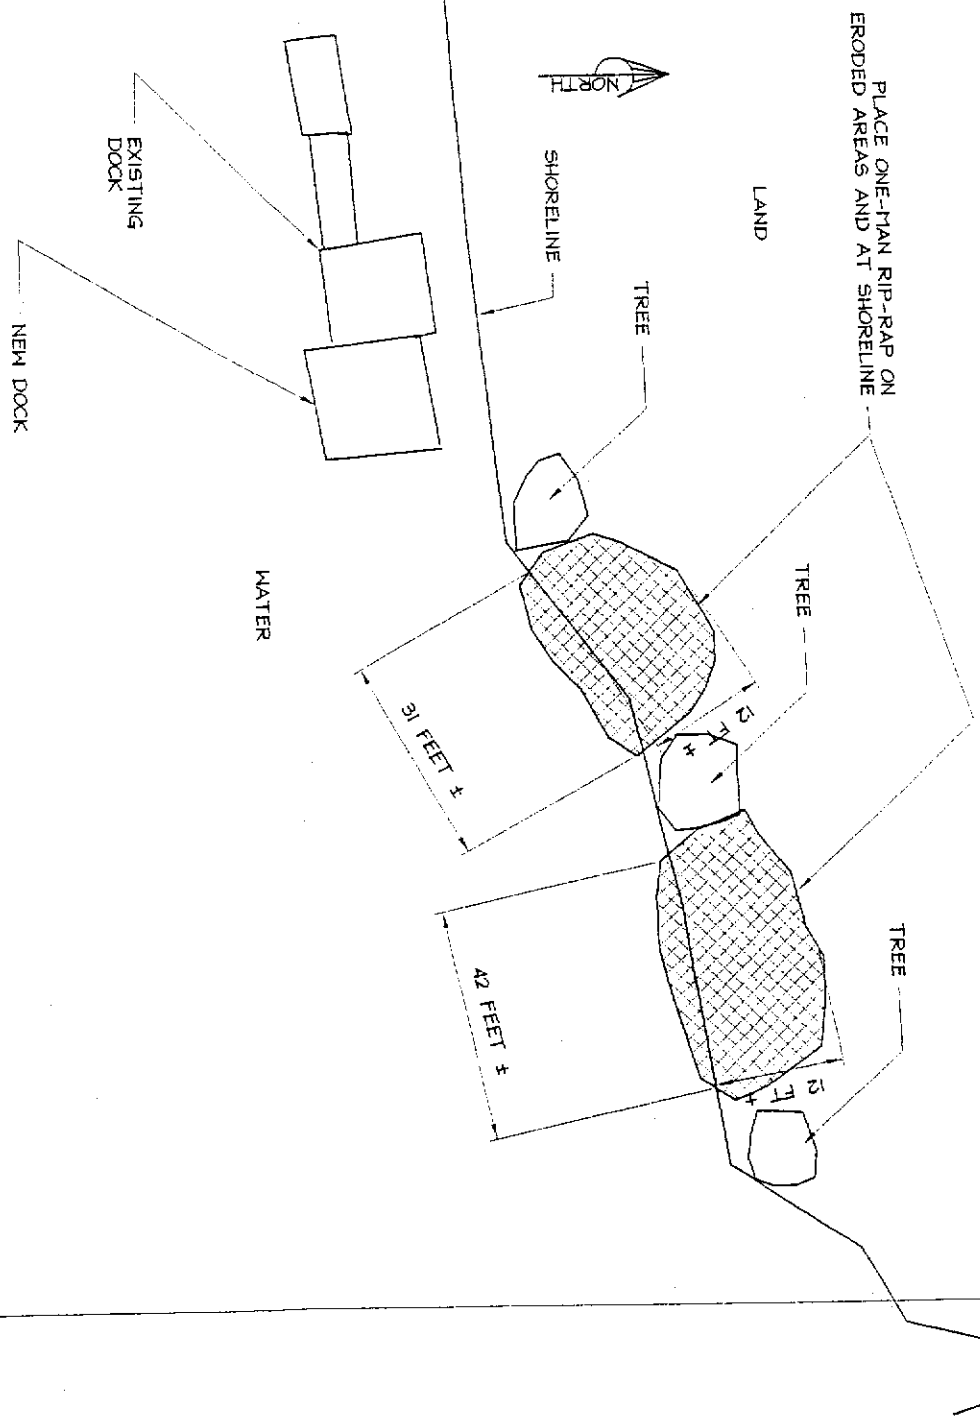 PLACE ONE-MAN RIP-RAP ON
ERODED AREAS AND AT SHORELINE
LAND
NORTH
SHORELINE
TREE
TREE
TREE
EXISTING
DOCK
NEW DOCK
WATER
31 FEET ±
12 FT ±
42 FEET ±
12 FT ±